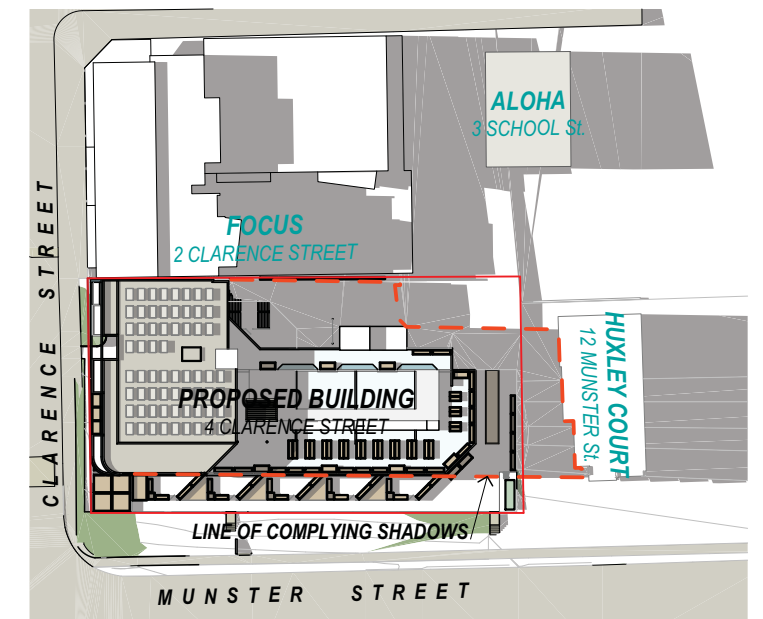 ALOHA
3 SCHOOL St.
CLARENCE STREET
FOCUS
2 CLARENCE STREET
HUXLEY COURT
12 MUNSTER St.
PROPOSED BUILDING
4 CLARENCE STREET
LINE OF COMPLYING SHADOWS
MUNSTER STREET